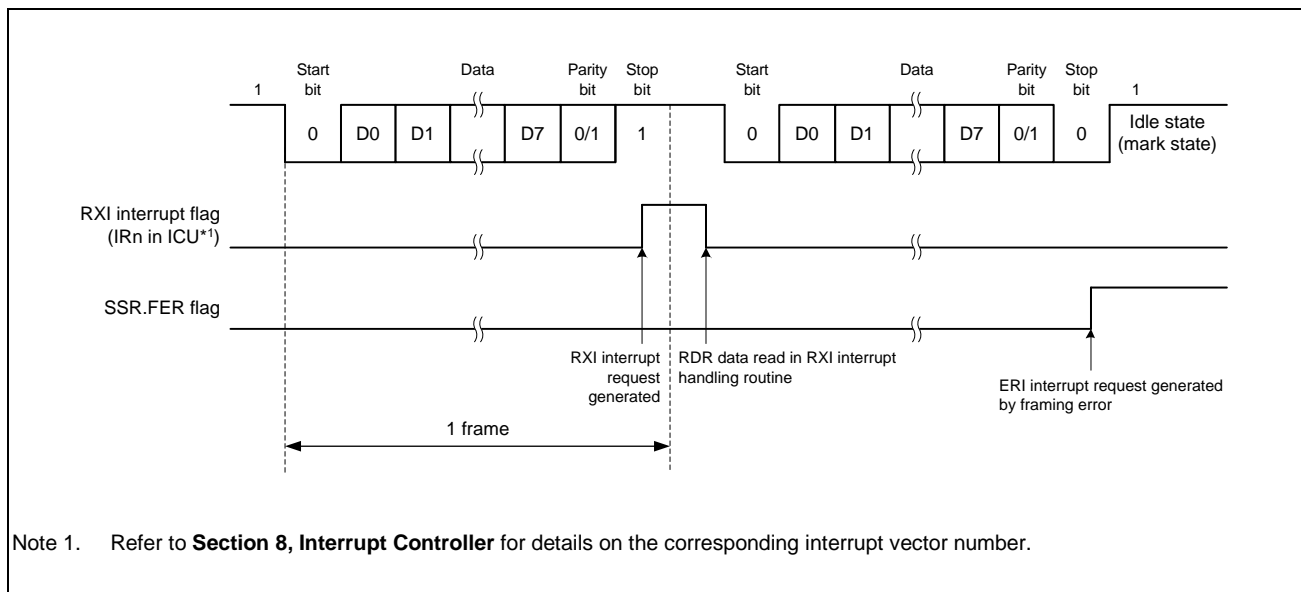 Start Data Parity Stop Start Data Parity Stop
1 bit bit bit bit bit bit 1
0 D0 D1 D7 0/1 1 0 D0 D1 D7 0/1 0 Idle state
(mark state)
RXI interrupt flag
(IRn in ICU*1)
SSR.FER flag
RXI interrupt
request
generated
RDR data read in RXI interrupt
handling routine
ERI interrupt request generated
by framing error
1 frame
Note 1. Refer to Section 8, Interrupt Controller for details on the corresponding interrupt vector number.